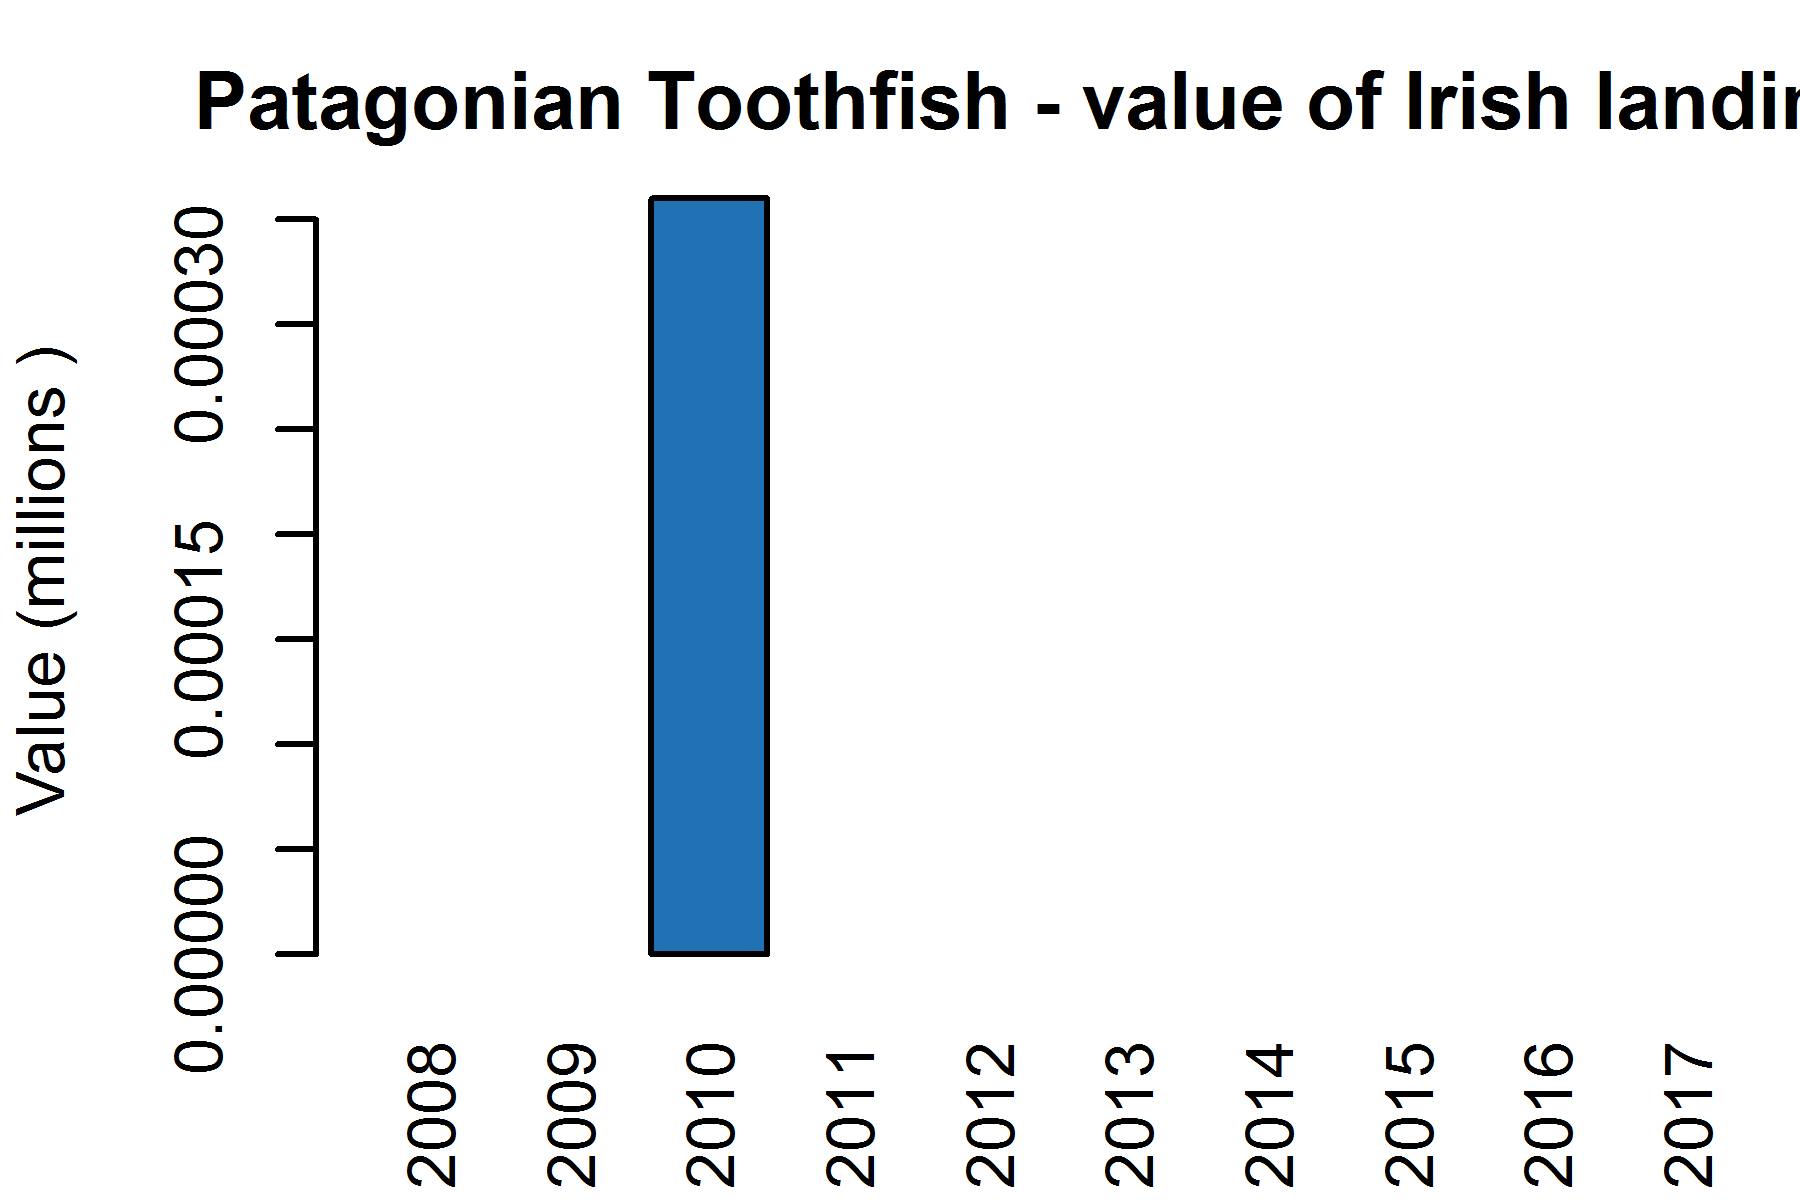 Patagonian Toothfish - value of Irish landin
Value (millions )
0.00030
0.00015
0.00000
2008 2009 2010 2011 2012 2013 2014 2015 2016 2017